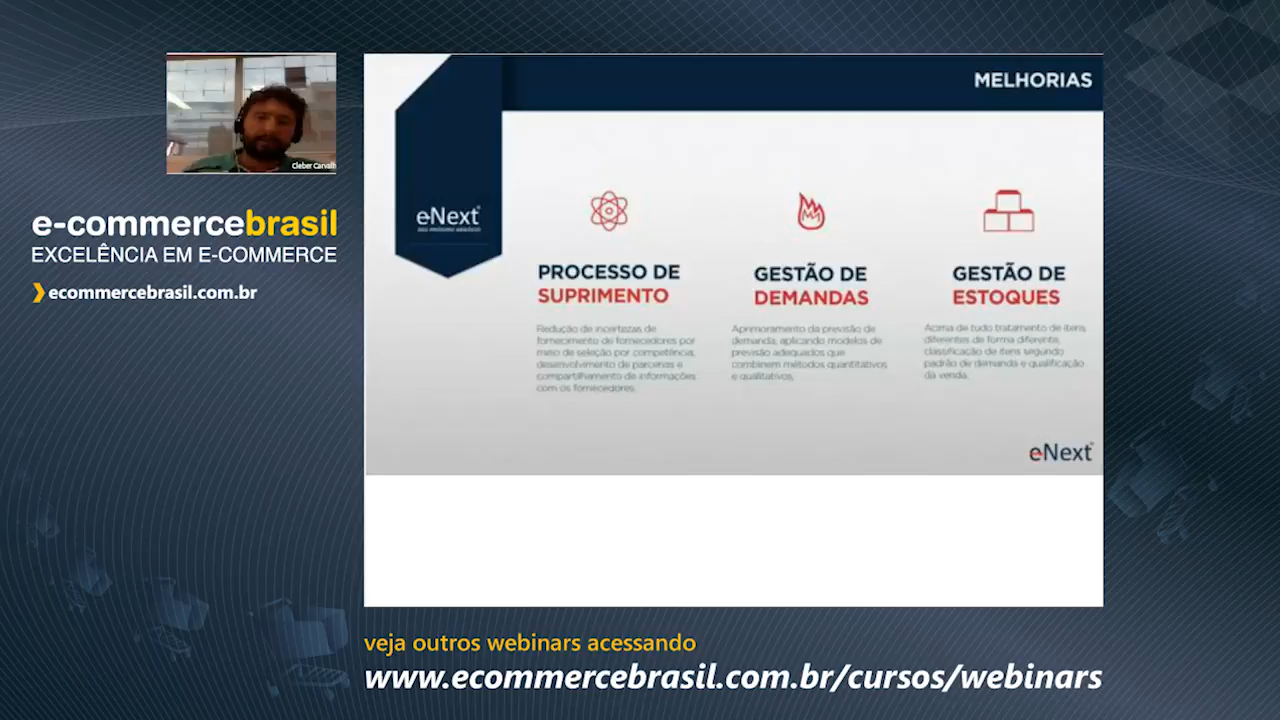 Cleber Carvalh
e-commercebrasil
EXCELÊNCIA EM E-COMMERCE
ecommercebrasil.com.br
MELHORIAS
eNext
PROCESSO DE
SUPRIMENTO
Redução de incertezas de
fornecimento de fornecedores por
meio de seleção por competência,
desenvolvimento de parcerias e
compartilhamento de informações
com os fornecedores.
GESTÃO DE
DEMANDAS
Aprimoramento da previsão de
demanda, aplicando modelos de
previsão adequados que
combinem métodos quantitativos
e qualitativos.
GESTÃO DE
ESTOQUES
Acima de tudo tratamento de itens
diferentes de forma diferente,
classificação de itens segundo
padrão de demanda e qualificação
da venda.
eNext
veja outros webinars acessando
www.ecommercebrasil.com.br/cursos/webinars